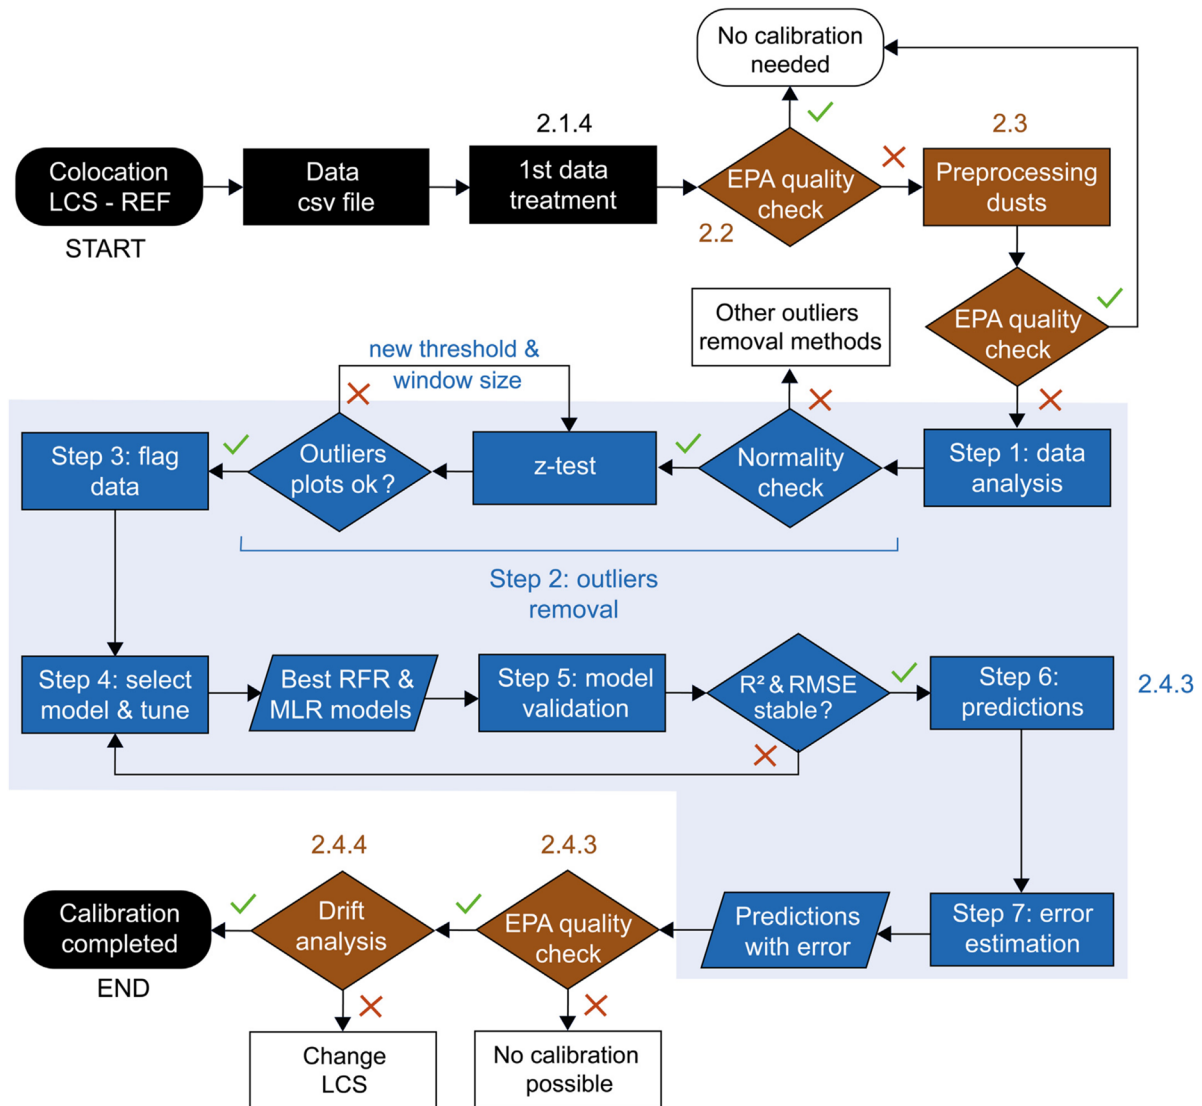 No calibration
needed
2.1.4
2.3
Colocation
LCS - REF
START
Data
csv file
1st data
treatment
EPA quality
check
2.2
Preprocessing
dusts
EPA quality
check
Other outliers
removal methods
new threshold &
window size
Step 3: flag
data
Outliers
plots ok ?
z-test
Normality
check
Step 1: data
analysis
Step 2: outliers
removal
Step 4: select
model & tune
Best RFR &
MLR models
Step 5: model
validation
R² & RMSE
stable?
Step 6:
predictions
2.4.3
2.4.4
2.4.3
Calibration
completed
END
Drift
analysis
EPA quality
check
Predictions
with error
Step 7: error
estimation
Change
LCS
No calibration
possible